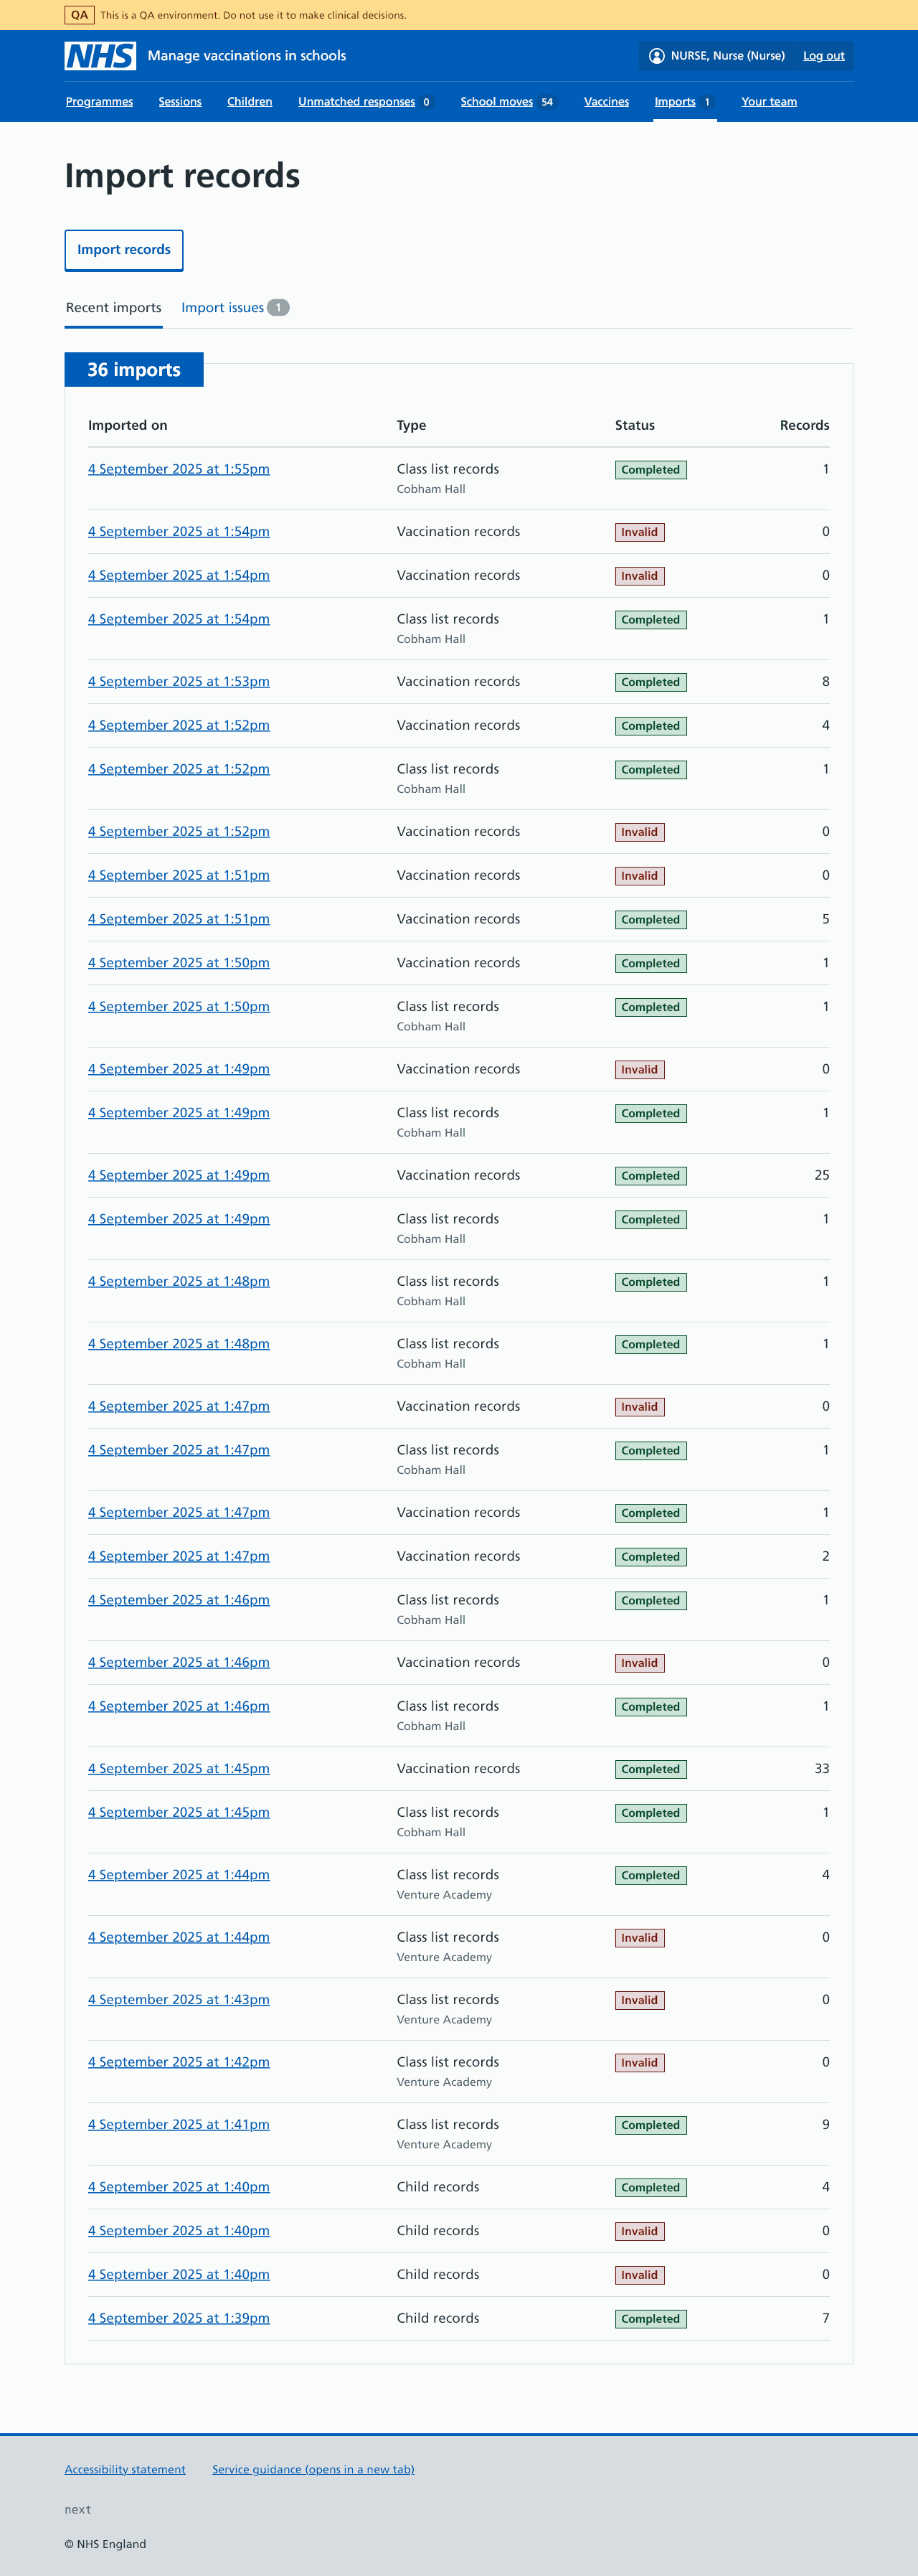 QA This is a QA environment. Do not use it to make clinical decisions.
NHS Manage vaccinations in schools NURSE, Nurse (Nurse) Log out
Programmes Sessions Children Unmatched responses 0 School moves 54 Vaccines Imports 1 Your team
Import records
Import records
Recent imports Import issues 1
36 imports
Imported on Type Status Records
4 September 2025 at 1:55pm Class list records Completed 1
Cobham Hall
4 September 2025 at 1:54pm Vaccination records Invalid 0
4 September 2025 at 1:54pm Vaccination records Invalid 0
4 September 2025 at 1:54pm Class list records Completed 1
Cobham Hall
4 September 2025 at 1:53pm Vaccination records Completed 8
4 September 2025 at 1:52pm Vaccination records Completed 4
4 September 2025 at 1:52pm Class list records Completed 1
Cobham Hall
4 September 2025 at 1:52pm Vaccination records Invalid 0
4 September 2025 at 1:51pm Vaccination records Invalid 0
4 September 2025 at 1:51pm Vaccination records Completed 5
4 September 2025 at 1:50pm Vaccination records Completed 1
4 September 2025 at 1:50pm Class list records Completed 1
Cobham Hall
4 September 2025 at 1:49pm Vaccination records Invalid 0
4 September 2025 at 1:49pm Class list records Completed 1
Cobham Hall
4 September 2025 at 1:49pm Vaccination records Completed 25
4 September 2025 at 1:49pm Class list records Completed 1
Cobham Hall
4 September 2025 at 1:48pm Class list records Completed 1
Cobham Hall
4 September 2025 at 1:48pm Class list records Completed 1
Cobham Hall
4 September 2025 at 1:47pm Vaccination records Invalid 0
4 September 2025 at 1:47pm Class list records Completed 1
Cobham Hall
4 September 2025 at 1:47pm Vaccination records Completed 1
4 September 2025 at 1:47pm Vaccination records Completed 2
4 September 2025 at 1:46pm Class list records Completed 1
Cobham Hall
4 September 2025 at 1:46pm Vaccination records Invalid 0
4 September 2025 at 1:46pm Class list records Completed 1
Cobham Hall
4 September 2025 at 1:45pm Vaccination records Completed 33
4 September 2025 at 1:45pm Class list records Completed 1
Cobham Hall
4 September 2025 at 1:44pm Class list records Completed 4
Venture Academy
4 September 2025 at 1:44pm Class list records Invalid 0
Venture Academy
4 September 2025 at 1:43pm Class list records Invalid 0
Venture Academy
4 September 2025 at 1:42pm Class list records Invalid 0
Venture Academy
4 September 2025 at 1:41pm Class list records Completed 9
Venture Academy
4 September 2025 at 1:40pm Child records Completed 4
4 September 2025 at 1:40pm Child records Invalid 0
4 September 2025 at 1:40pm Child records Invalid 0
4 September 2025 at 1:39pm Child records Completed 7
Accessibility statement Service guidance (opens in a new tab)
next
© NHS England